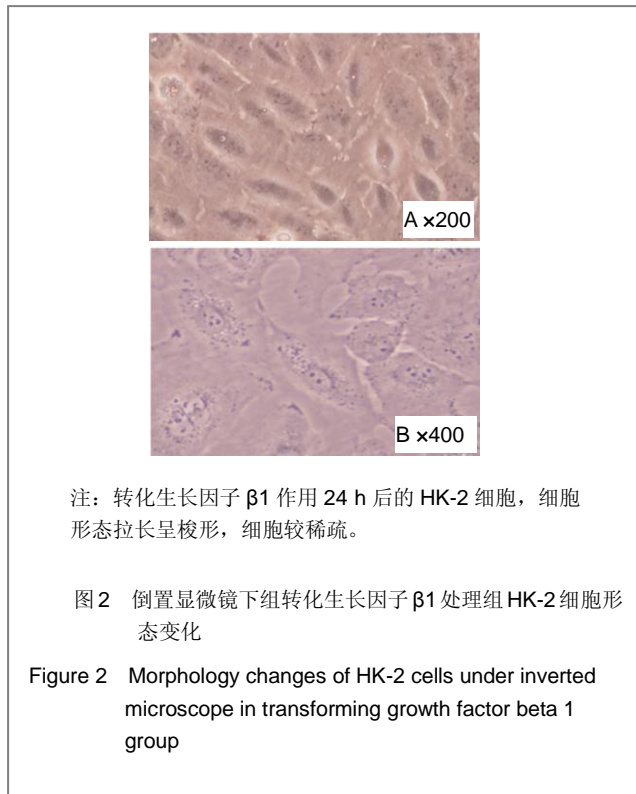 A ×200
B ×400
注：转化生长因子 β1 作用 24 h 后的 HK-2 细胞，细胞
形态拉长呈梭形，细胞较稀疏。
图 2 倒置显微镜下组转化生长因子 β1 处理组 HK-2 细胞形
态变化
Figure 2 Morphology changes of HK-2 cells under inverted
microscope in transforming growth factor beta 1
group